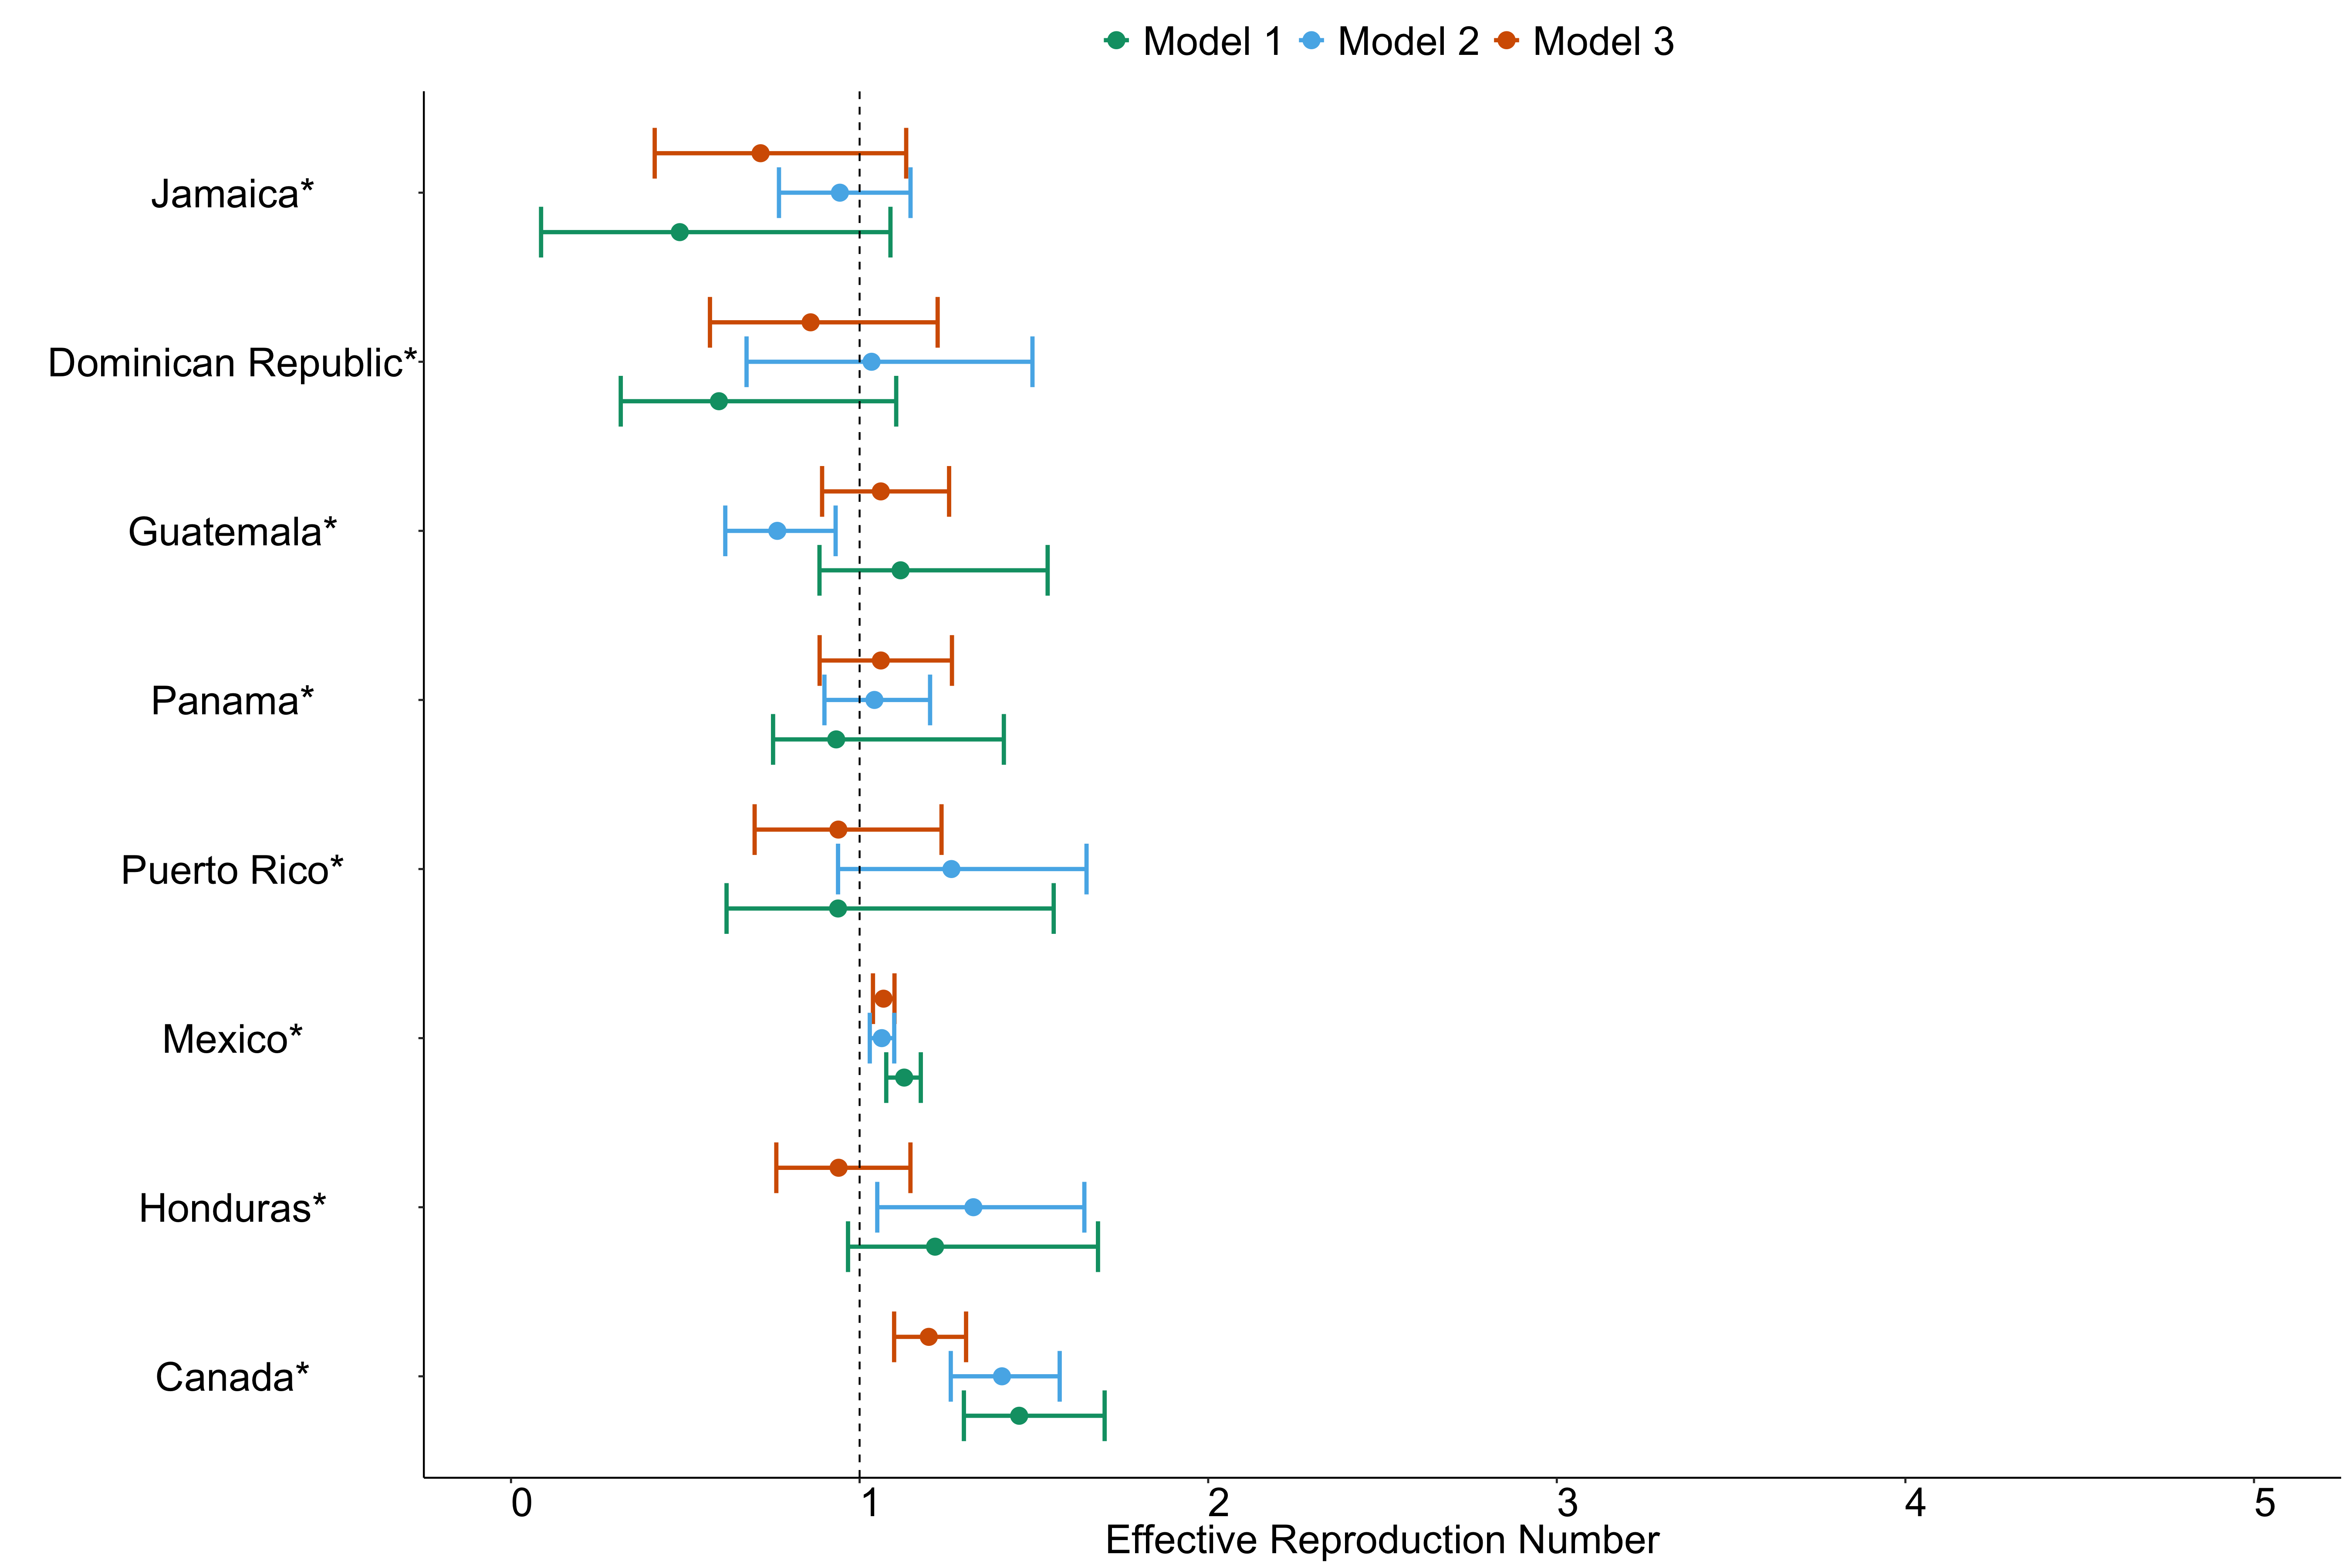 Model 1 Model 2 Model 3
Jamaica*
Dominican Republic*
Guatemala*
Panama*
Puerto Rico*
Mexico*
Honduras*
Canada*
0 1 2 3 4 5
Effective Reproduction Number